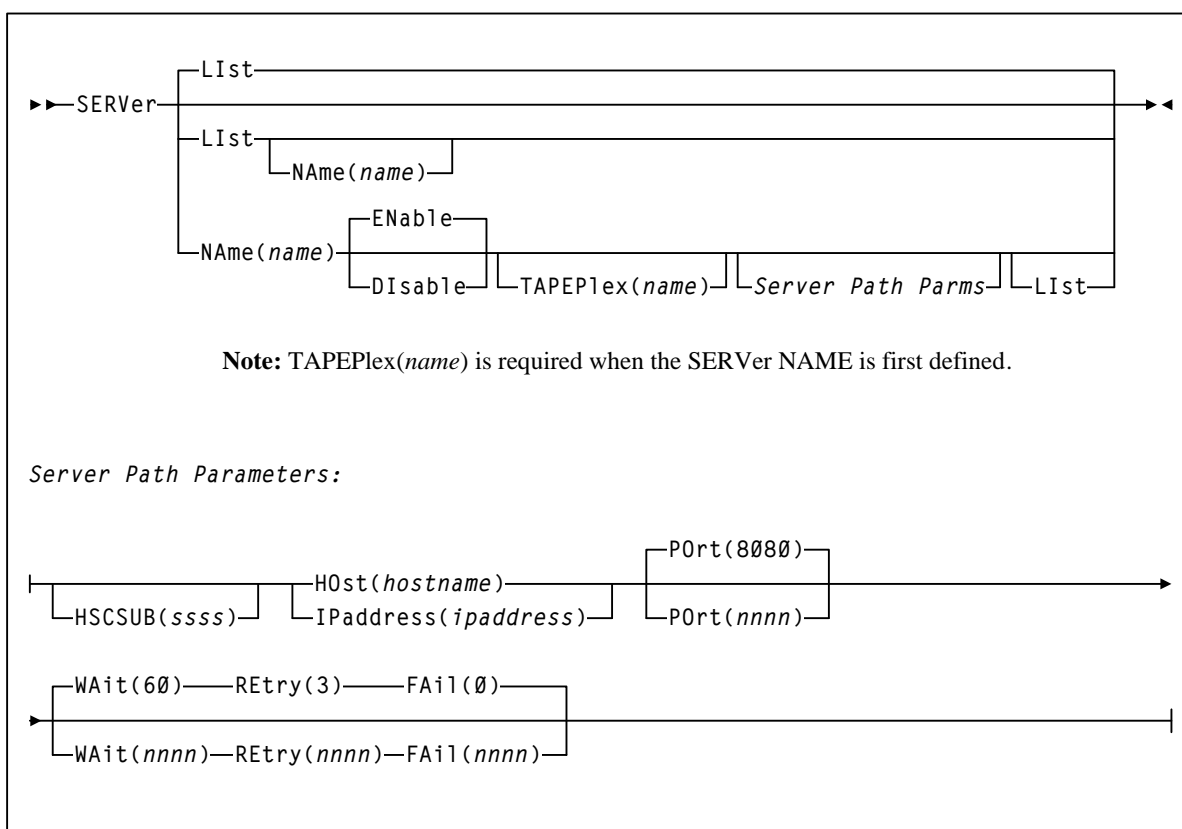 LIst
SERVer
LIst
NAme(name)
ENable
NAme(name)
DIsable
TAPEPlex(name)
Server Path Parms
LIst
Note: TAPEPlex(name) is required when the SERVer NAME is first defined.
Server Path Parameters:
POrt(8080)
HOst(hostname)
HSCSUB(ssss)
IPaddress(ipaddress)
POrt(nnnn)
WAit(60) REtry(3) FAil(0)
WAit(nnnn) REtry(nnnn) FAil(nnnn)